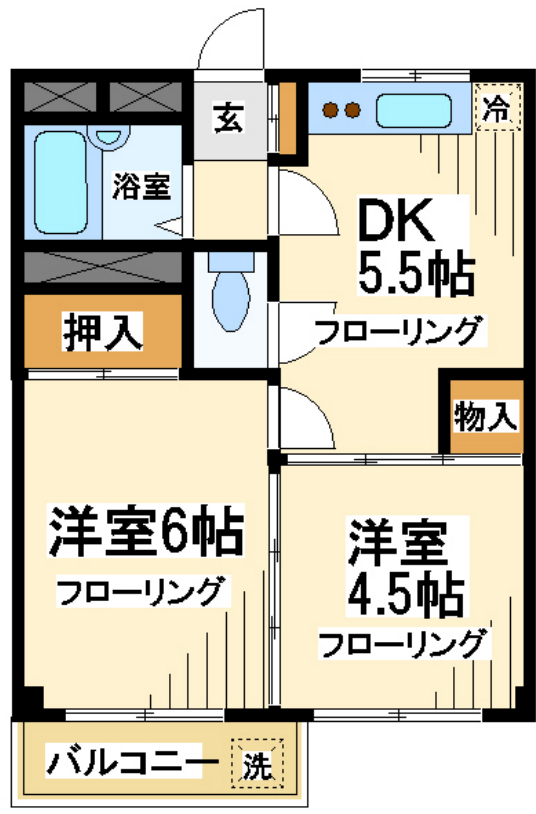 玄
冷
浴室
DK
5.5帖
フローリング
押入
物入
洋室6帖
フローリング
洋室
4.5帖
フローリング
バルコニー
洗